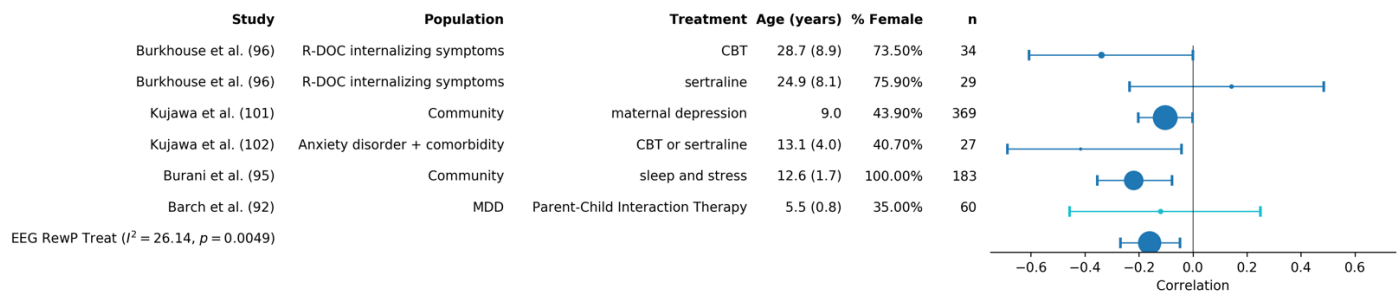 Study Population Treatment Age (years) % Female n
Burkhouse et al. (96) R-DOC internalizing symptoms CBT 28.7 (8.9) 73.50% 34
Burkhouse et al. (96) R-DOC internalizing symptoms sertraline 24.9 (8.1) 75.90% 29
Kujawa et al. (101) Community maternal depression 9.0 43.90% 369
Kujawa et al. (102) Anxiety disorder + comorbidity CBT or sertraline 13.1 (4.0) 40.70% 27
Burani et al. (95) Community sleep and stress 12.6 (1.7) 100.00% 183
Barch et al. (92) MDD Parent-Child Interaction Therapy 5.5 (0.8) 35.00% 60
EEG RewP Treat (I² = 26.14, p = 0.0049)
−0.6 −0.4 −0.2 0.0 0.2 0.4 0.6
Correlation